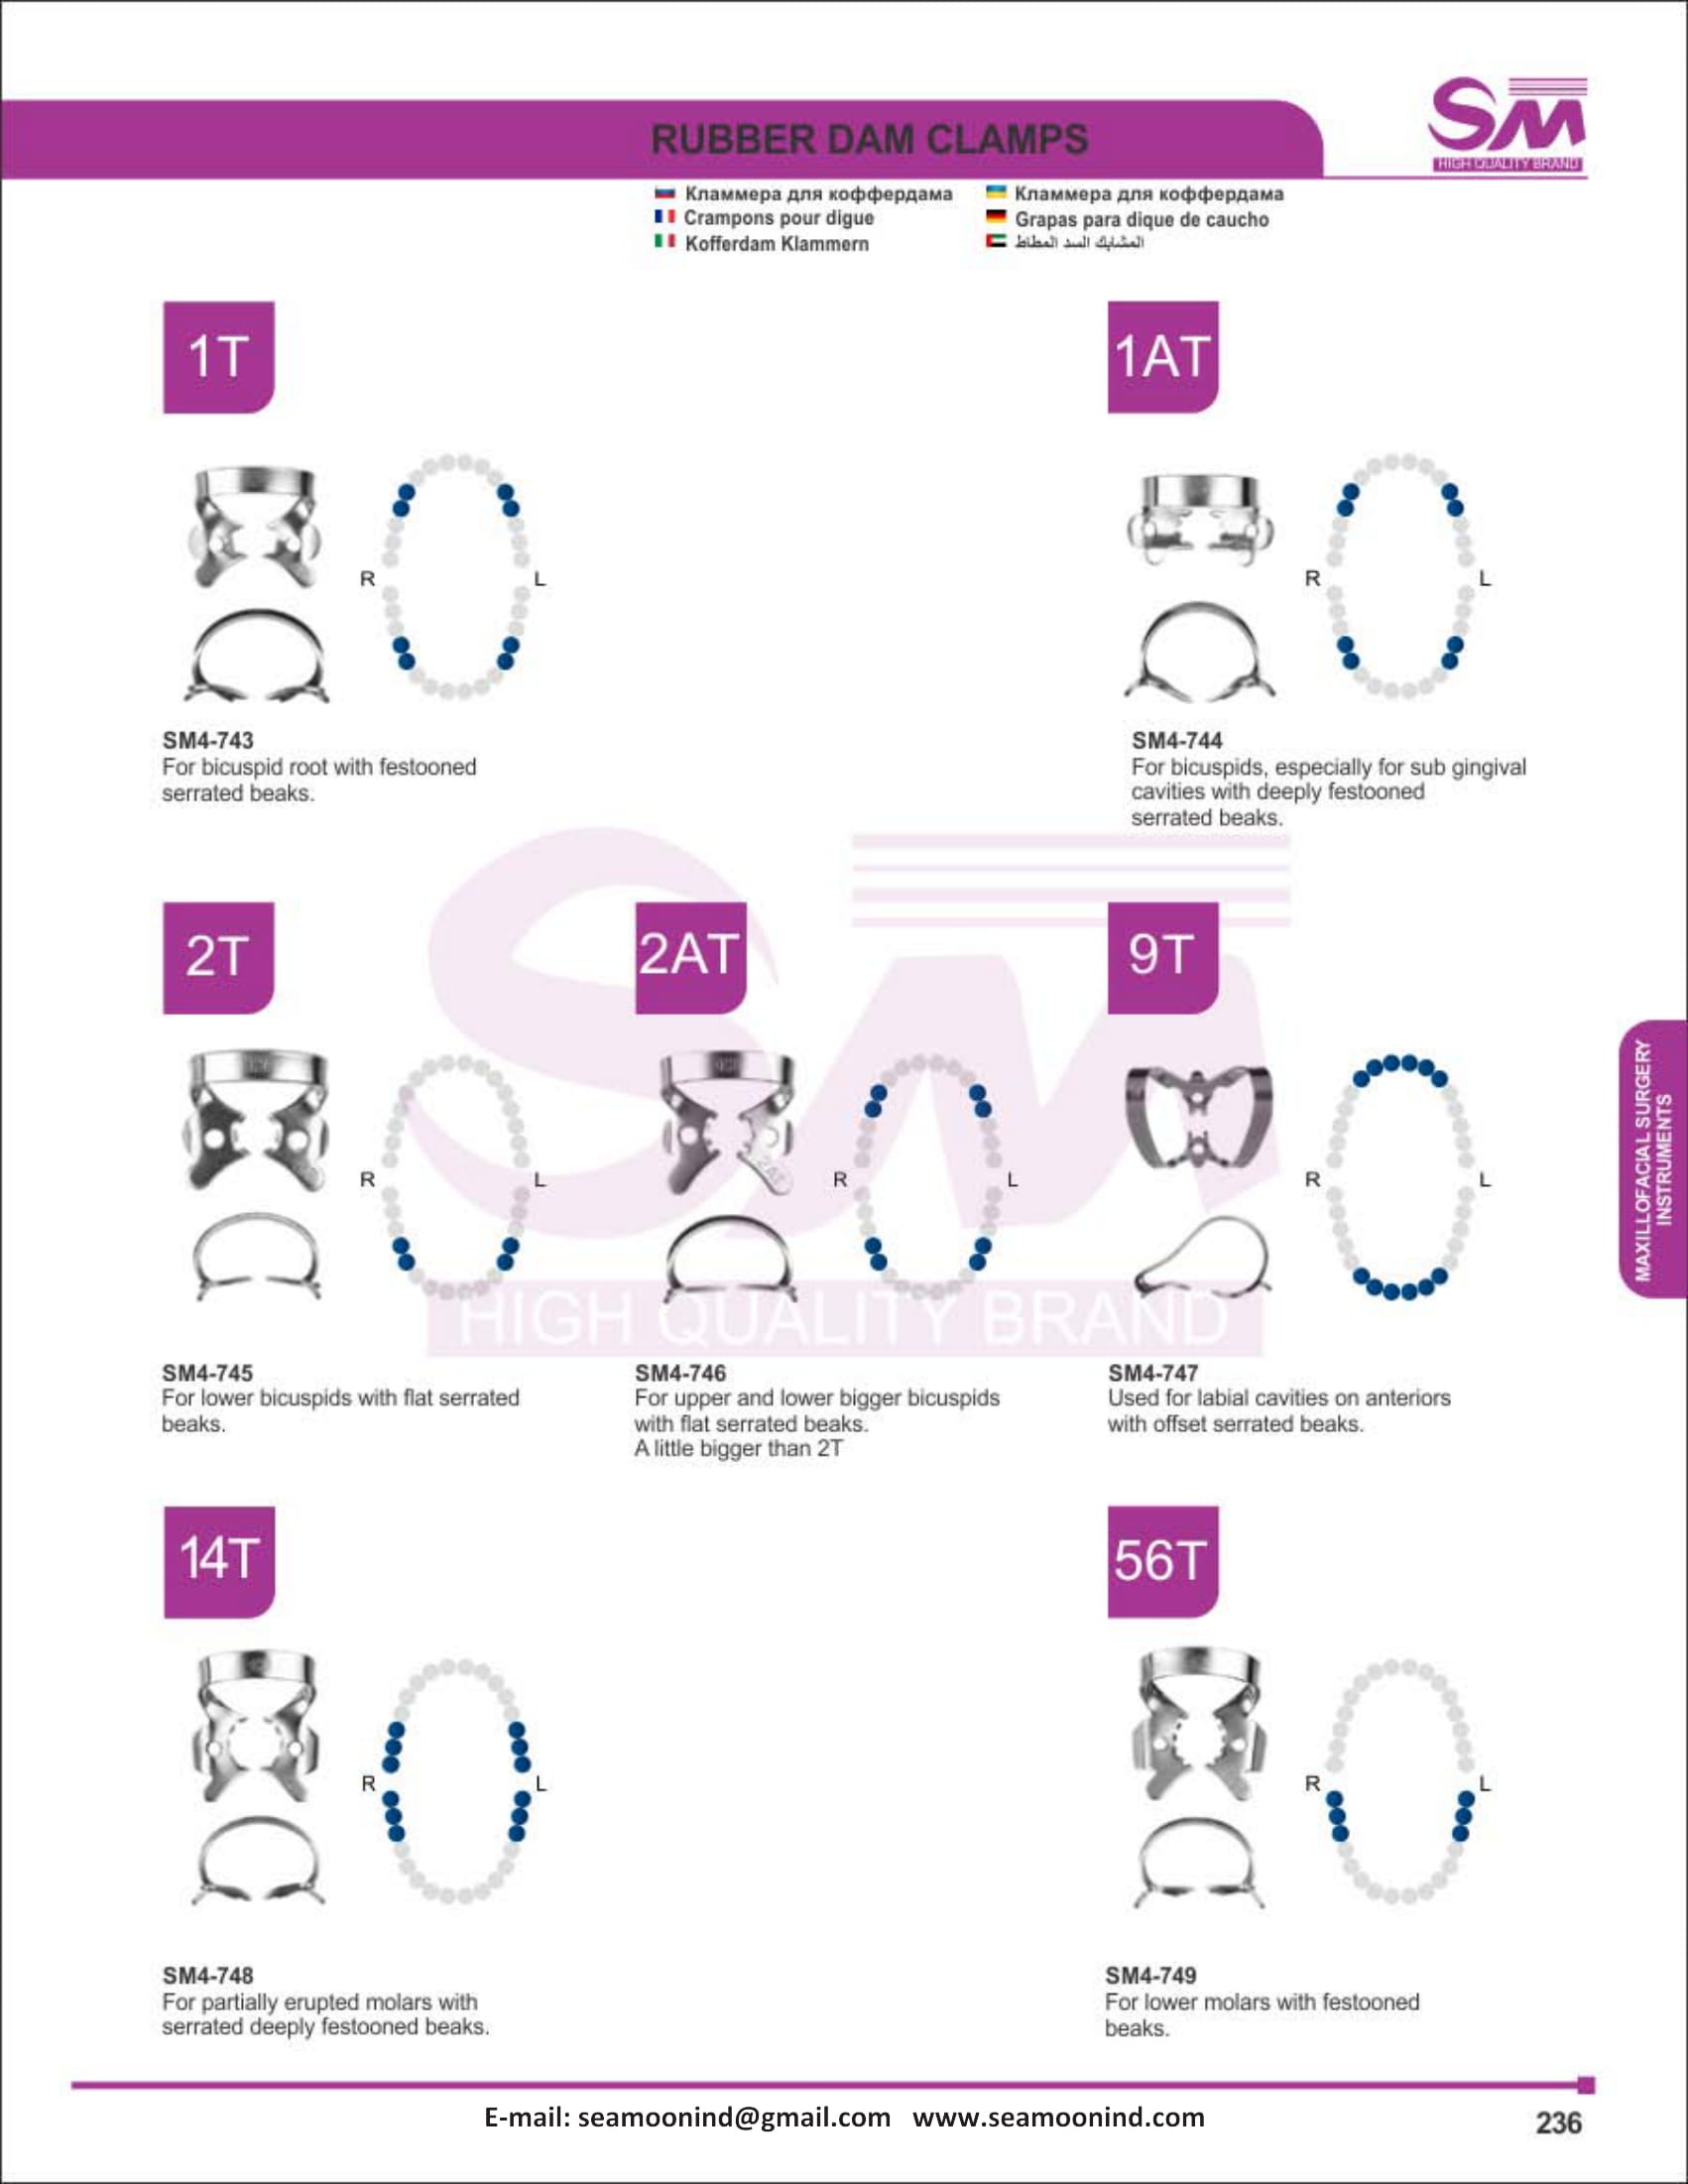 SM
HIGH QUALITY BRAND
RUBBER DAM CLAMPS
Кламмера для коффердама
Crampons pour digue
Kofferdam Klammern
Кламмера для коффердама
Grapas para dique de caucho
المشابك السد المطاط
1T
R L
SM4-743
For bicuspid root with festooned
serrated beaks.
1AT
R L
SM4-744
For bicuspids, especially for sub gingival
cavities with deeply festooned
serrated beaks.
2T
R L
SM4-745
For lower bicuspids with flat serrated
beaks.
2AT
2AT
R L
SM4-746
For upper and lower bigger bicuspids
with flat serrated beaks.
A little bigger than 2T
9T
R L
SM4-747
Used for labial cavities on anteriors
with offset serrated beaks.
SM
HIGH QUALITY BRAND
MAXILLOFACIAL SURGERY
INSTRUMENTS
14T
R L
SM4-748
For partially erupted molars with
serrated deeply festooned beaks.
56T
R L
SM4-749
For lower molars with festooned
beaks.
E-mail: seamoonind@gmail.com www.seamoonind.com
236